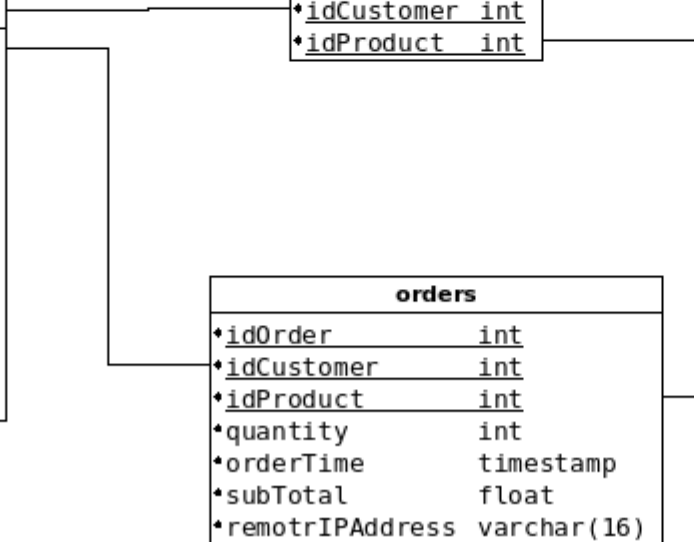 idCustomer int
idProduct int
orders
idOrder int
idCustomer int
idProduct int
quantity int
orderTime timestamp
subTotal float
remotrIPAddress varchar(16)